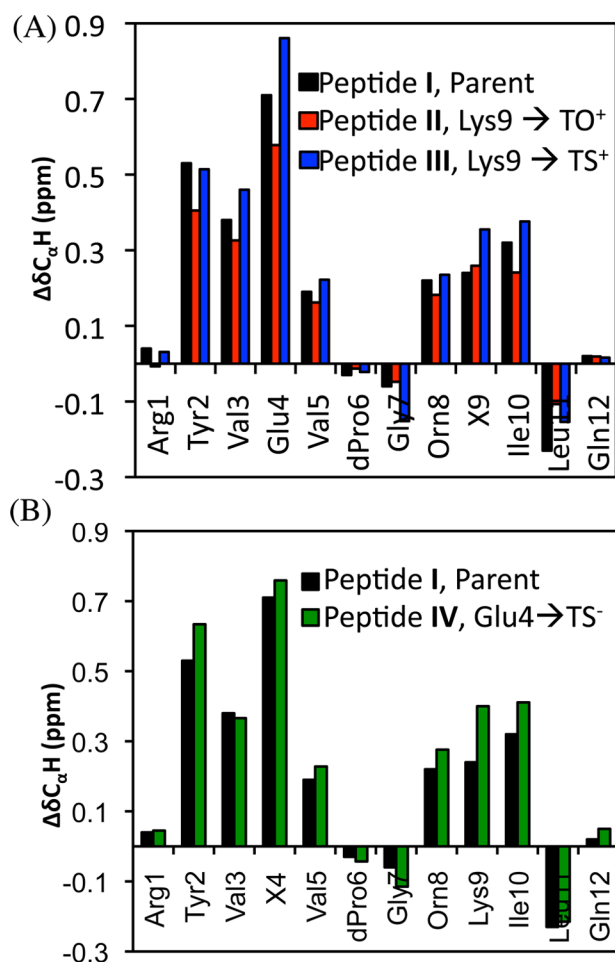 (A)
0.9
0.7
0.5
0.3
0.1
-0.1
-0.3
ΔδCαH (ppm)
Peptide I, Parent
Peptide II, Lys9 → TO+
Peptide III, Lys9 → TS+
Arg1
Tyr2
Val3
Glu4
Val5
dPro6
Gly7
Orn8
X9
Ile10
Leu11
Gln12
(B)
0.9
0.7
0.5
0.3
0.1
-0.1
-0.3
ΔδCαH (ppm)
Peptide I, Parent
Peptide IV, Glu4→TS-
Arg1
Tyr2
Val3
X4
Val5
dPro6
Gly7
Orn8
Lys9
Ile10
Leu11
Gln12